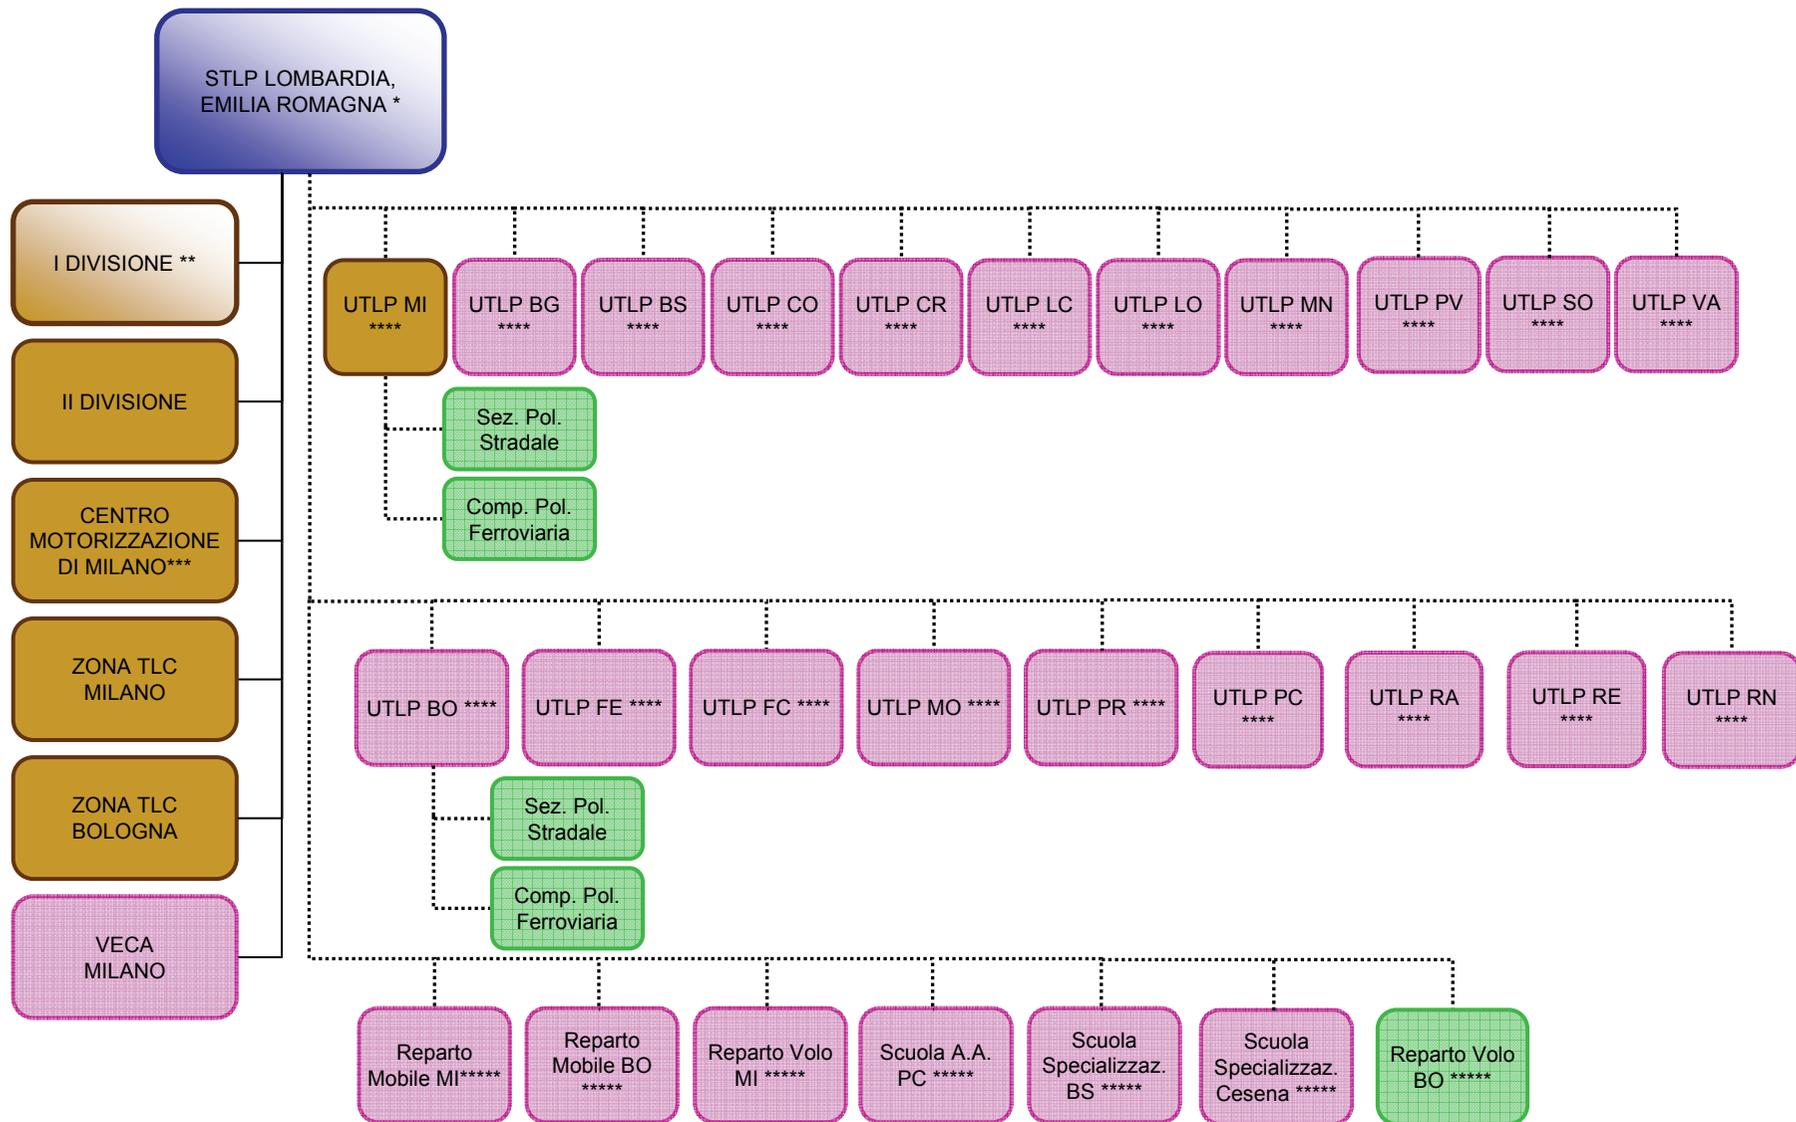 STLP LOMBARDIA,
EMILIA ROMAGNA *
I DIVISIONE **
II DIVISIONE
CENTRO
MOTORIZZAZIONE
DI MILANO***
ZONA TLC
MILANO
ZONA TLC
BOLOGNA
VECA
MILANO
UTLP MI
****
UTLP BG
****
UTLP BS
****
UTLP CO
****
UTLP CR
****
UTLP LC
****
UTLP LO
****
UTLP MN
****
UTLP PV
****
UTLP SO
****
UTLP VA
****
Sez. Pol.
Stradale
Comp. Pol.
Ferroviaria
UTLP BO ****
UTLP FE ****
UTLP FC ****
UTLP MO ****
UTLP PR ****
UTLP PC
****
UTLP RA
****
UTLP RE
****
UTLP RN
****
Sez. Pol.
Stradale
Comp. Pol.
Ferroviaria
Reparto
Mobile MI*****
Reparto
Mobile BO
*****
Reparto Volo
MI *****
Scuola A.A.
PC *****
Scuola
Specializzaz.
BS *****
Scuola
Specializzaz.
Cesena *****
Reparto Volo
BO *****